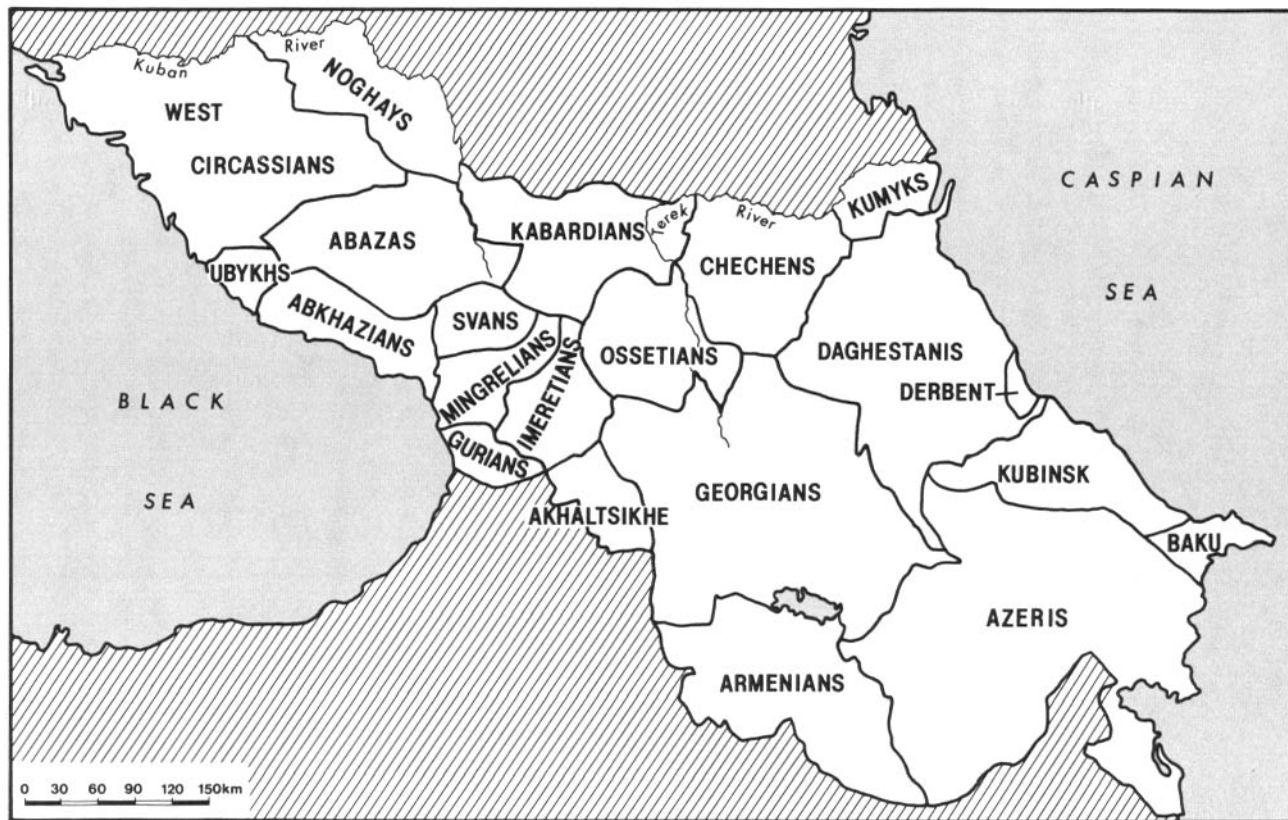 Kuban
River
NOGHAYS
WEST
CIRCASSIANS
KUMYKS
CASPIAN
SEA
ABAZAS
KABARDIANS
Terek
River
CHECHENS
UBYKHS
ABKHAZIANS
SVANS
MINGRELIANS
IMERETIANS
OSSETIANS
DAGHESTANIS
DERBENT
BLACK
SEA
GURIANS
AKHALTSIKHE
GEORGIANS
KUBINSK
BAKU
AZERIS
ARMENIANS
0 30 60 90 120 150km